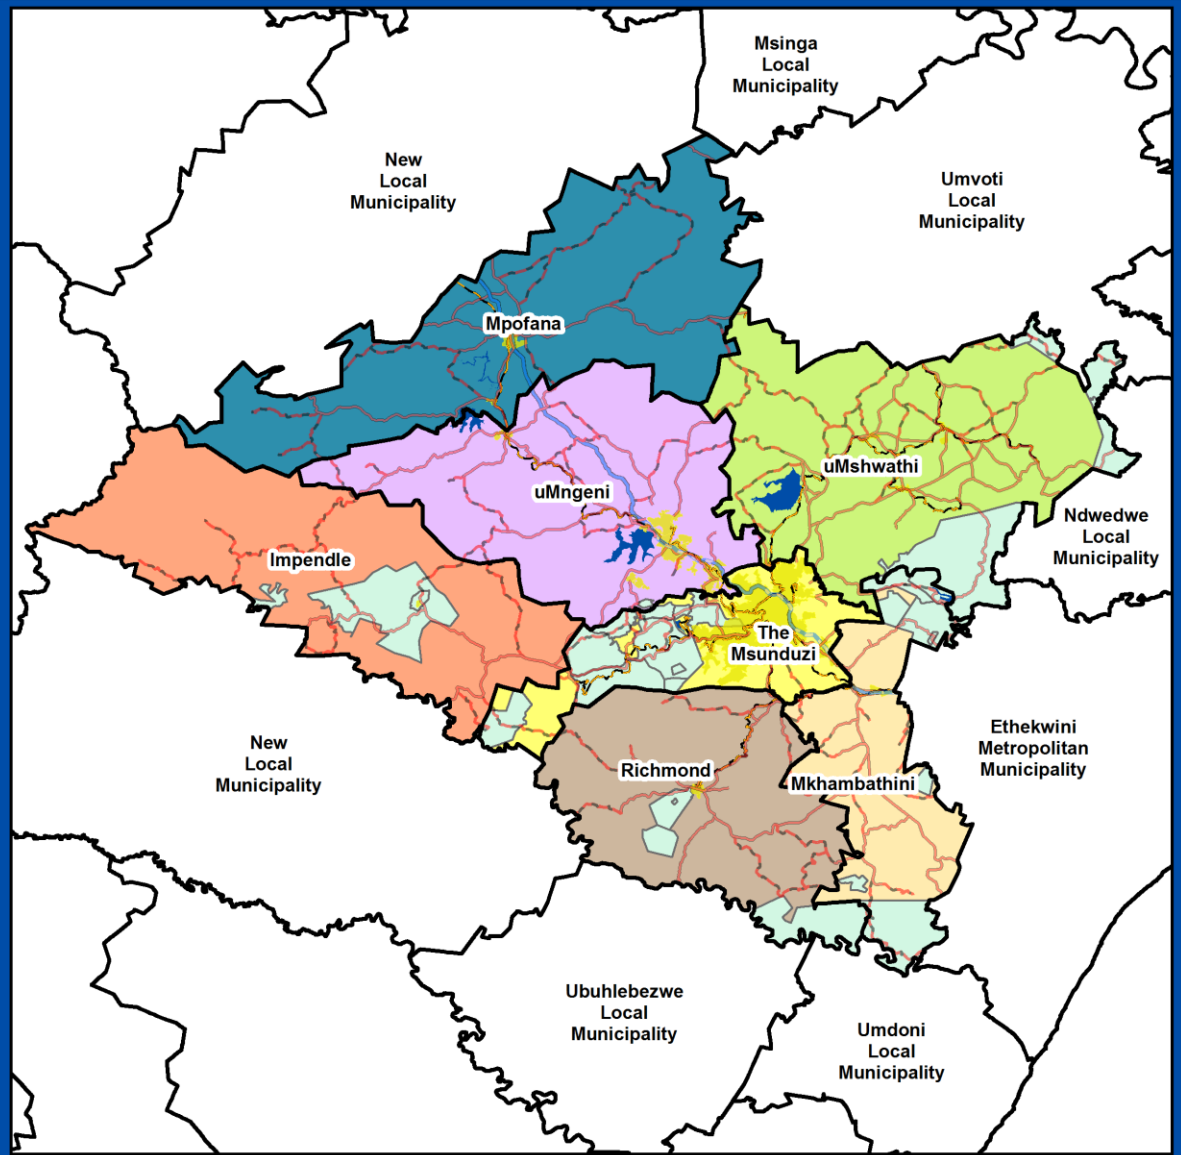 Msinga
Local
Municipality
New
Local
Municipality
Umvoti
Local
Municipality
Mpofana
uMshwathi
uMngeni
Ndwedwe
Local
Municipality
Impendle
The
Msunduzi
New
Local
Municipality
Ethekwini
Metropolitan
Municipality
Richmond
Mkhambathini
Ubuhlebezwe
Local
Municipality
Umdoni
Local
Municipality